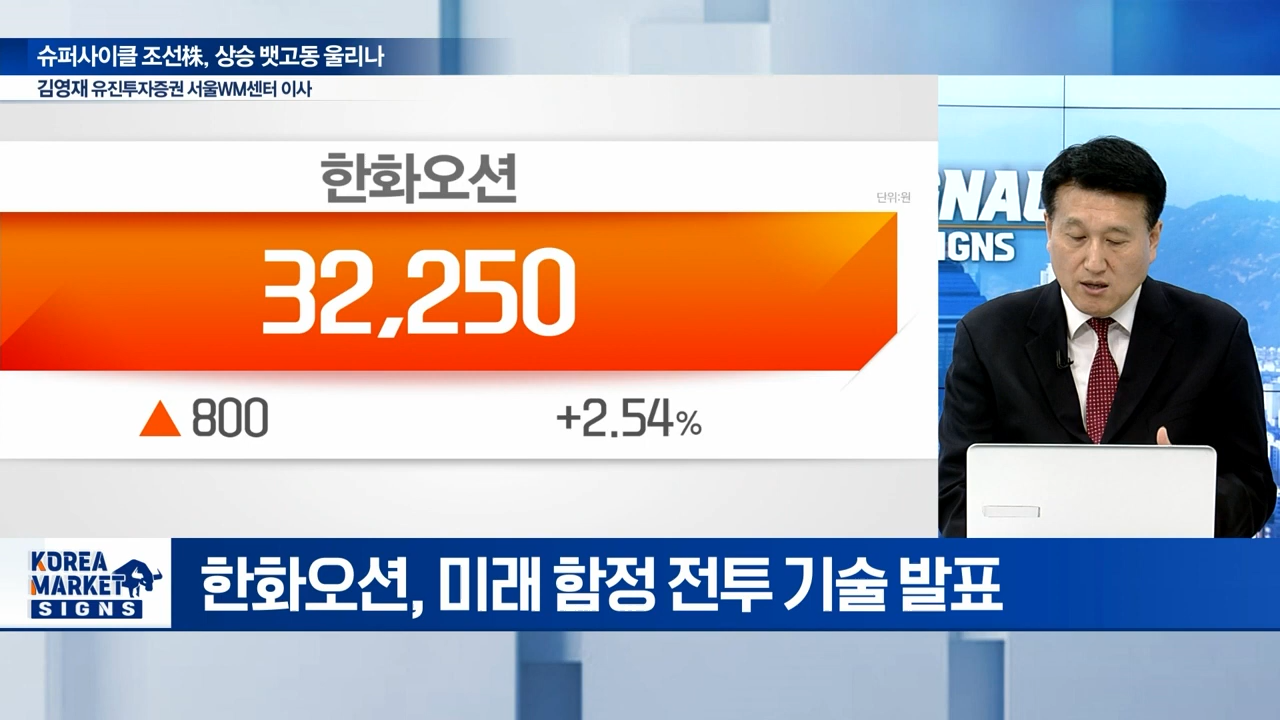 슈퍼사이클 조선株, 상승 뱃고동 울리나
김영재 유진투자증권 서울WM센터 이사
한화오션
단위:원
32,250
▲ 800
+2.54%
GNAL
IGNS
KOREA
MARKET
SIGNS
한화오션, 미래 함정 전투 기술 발표